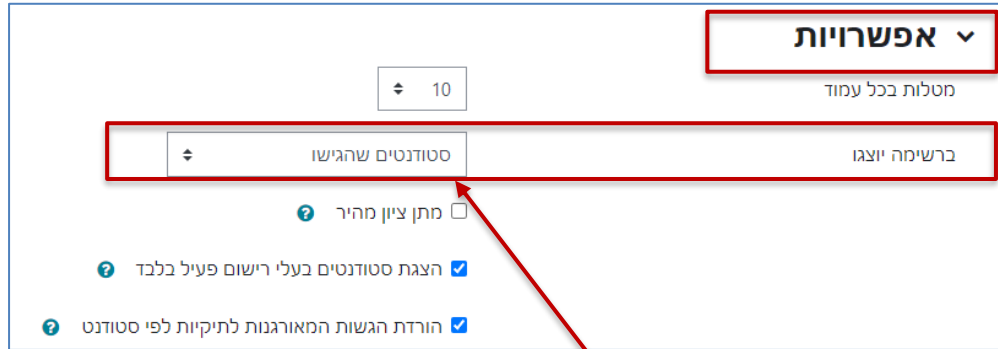 אפשרויות
מטלות בכל עמוד 10
ברשימה יוצגו סטודנטים שהגישו
מתן ציון מהיר ?
הצגת סטודנטים בעלי רישום פעיל בלבד ?
הורדת הגשות המאורגנות לתיקיות לפי סטודנט ?